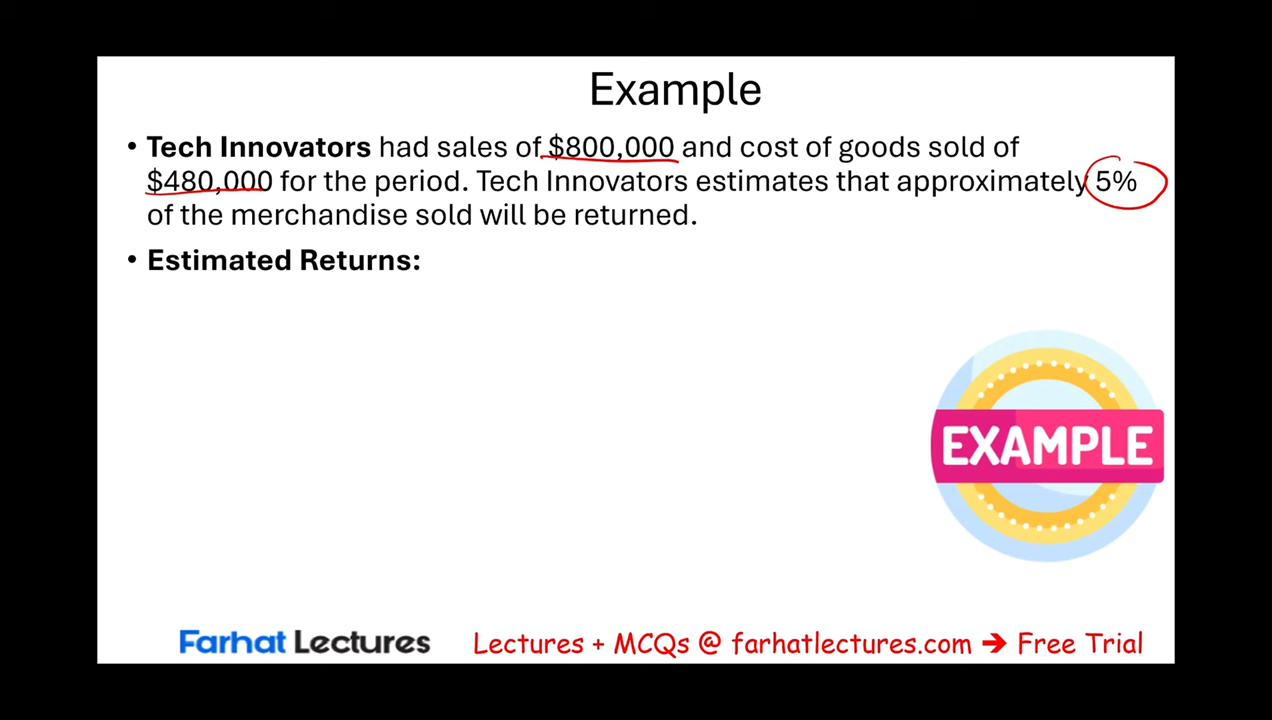 Example
• Tech Innovators had sales of $800,000 and cost of goods sold of
$480,000 for the period. Tech Innovators estimates that approximately 5%
of the merchandise sold will be returned.
• Estimated Returns:
EXAMPLE
Farhat Lectures Lectures + MCQs @ farhatlectures.com ➔ Free Trial